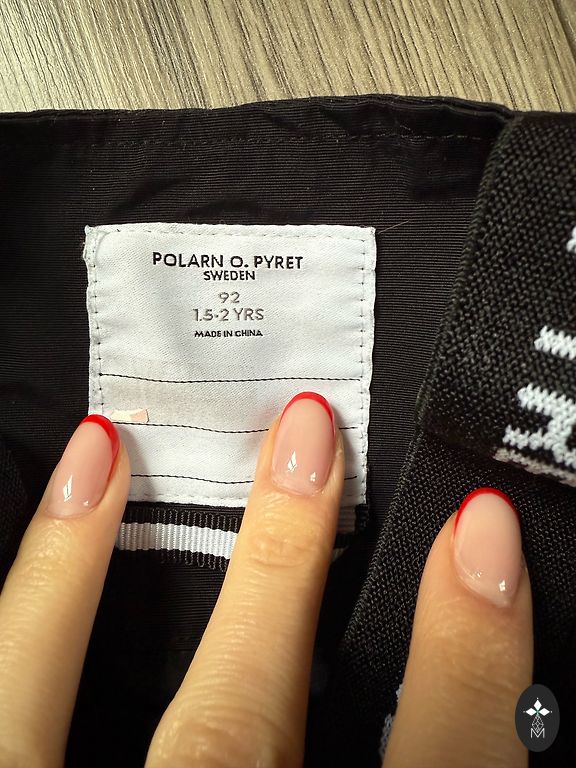 POLARN O. PYRET
SWEDEN
92
1.5-2 YRS
MADE IN CHINA